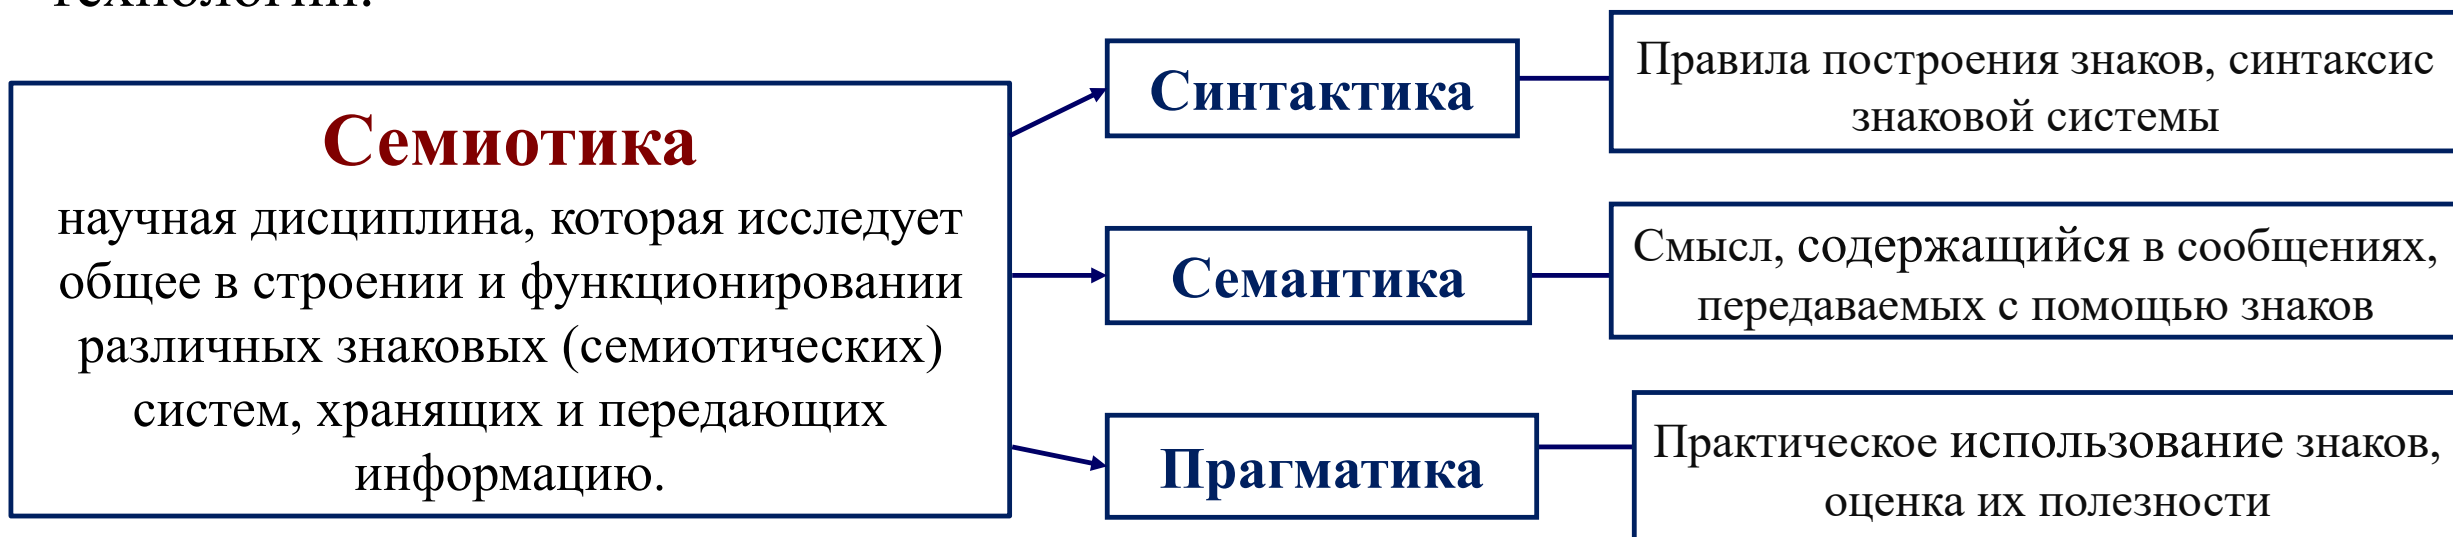 технологии.
Семиотика
научная дисциплина, которая исследует
общее в строении и функционировании
различных знаковых (семиотических)
систем, хранящих и передающих
информацию.
Синтактика
Правила построения знаков, синтаксис
знаковой системы
Семантика
Смысл, содержащийся в сообщениях,
передаваемых с помощью знаков
Прагматика
Практическое использование знаков,
оценка их полезности